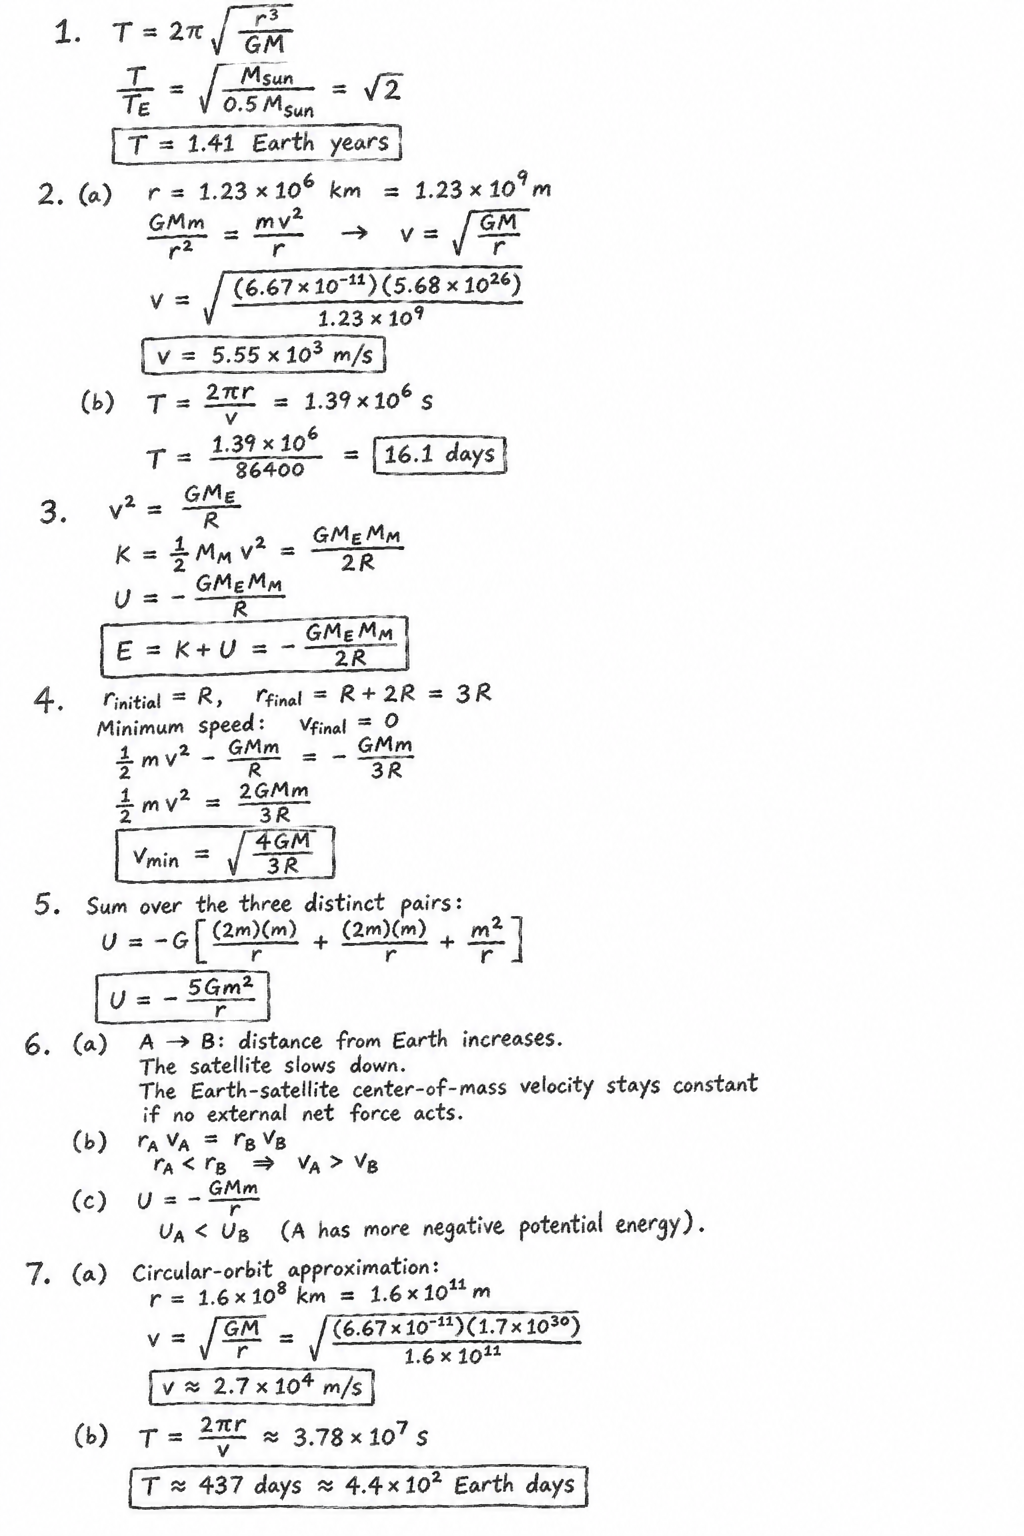 1. T = 2π √(r³/GM)
T/T_E = √(M_sun/0.5 M_sun) = √2
T = 1.41 Earth years
2. (a) r = 1.23 × 10⁶ km = 1.23 × 10⁹ m
GMm/r² = mv²/r → v = √(GM/r)
v = √((6.67 × 10⁻¹¹)(5.68 × 10²⁶)/1.23 × 10⁹)
v = 5.55 × 10³ m/s
(b) T = 2πr/v = 1.39 × 10⁶ s
T = 1.39 × 10⁶/86400 = 16.1 days
3. v² = GM_E/R
K = 1/2 M_M v² = GM_E M_M/2R
U = - GM_E M_M/R
E = K + U = - GM_E M_M/2R
4. r_initial = R, r_final = R + 2R = 3R
Minimum speed: v_final = 0
1/2 mv² - GMm/R = - GMm/3R
1/2 mv² = 2GMm/3R
v_min = √(4GM/3R)
5. Sum over the three distinct pairs:
U = -G[(2m)(m)/r + (2m)(m)/r + m²/r]
U = - 5Gm²/r
6. (a) A → B: distance from Earth increases.
The satellite slows down.
The Earth-satellite center-of-mass velocity stays constant
if no external net force acts.
(b) r_A v_A = r_B v_B
r_A < r_B ⇒ v_A > v_B
(c) U = - GMm/r
U_A < U_B (A has more negative potential energy).
7. (a) Circular-orbit approximation:
r = 1.6 × 10⁸ km = 1.6 × 10¹¹ m
v = √(GM/r) = √((6.67 × 10⁻¹¹)(1.7 × 10³⁰)/1.6 × 10¹¹)
v ≈ 2.7 × 10⁴ m/s
(b) T = 2πr/v ≈ 3.78 × 10⁷ s
T ≈ 437 days ≈ 4.4 × 10² Earth days